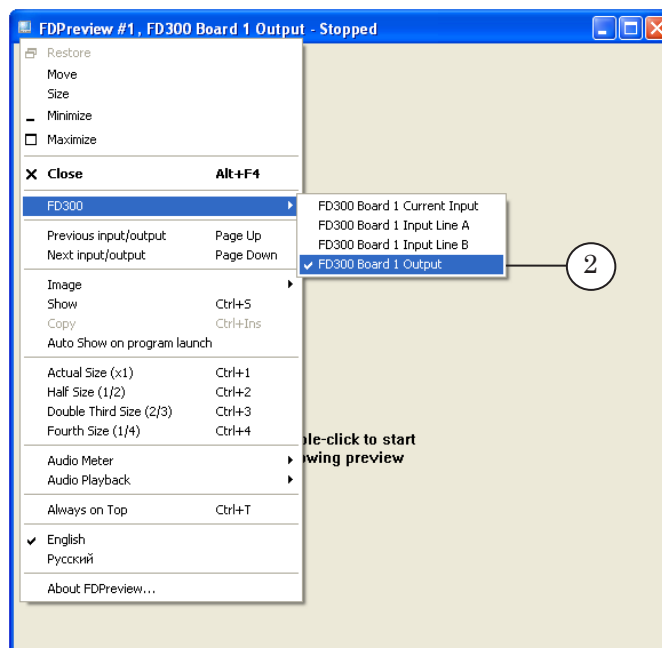 FDPreview #1, FD300 Board 1 Output - Stopped
Restore
Move
Size
Minimize
Maximize
Close Alt+F4
FD300
FD300 Board 1 Current Input
FD300 Board 1 Input Line A
FD300 Board 1 Input Line B
FD300 Board 1 Output
2
Previous input/output Page Up
Next input/output Page Down
Image
Show Ctrl+S
Copy Ctrl+Ins
Auto Show on program launch
Actual Size (x1) Ctrl+1
Half Size (1/2) Ctrl+2
Double Third Size (2/3) Ctrl+3
Fourth Size (1/4) Ctrl+4
ble-click to start
wing preview
Audio Meter
Audio Playback
Always on Top Ctrl+T
English
Русский
About FDPreview...